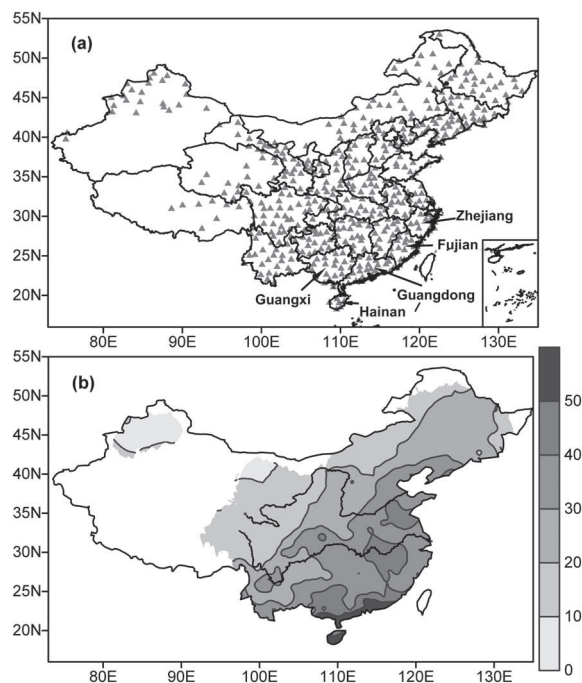 55N
(a)
50N
45N
40N
35N
30N
Zhejiang
Fujian
25N
Guangxi
Guangdong
20N
Hainan
80E 90E 100E 110E 120E 130E
55N
(b)
50N
50
45N
40
40N
35N
30
30N
20
25N
10
20N
0
80E 90E 100E 110E 120E 130E